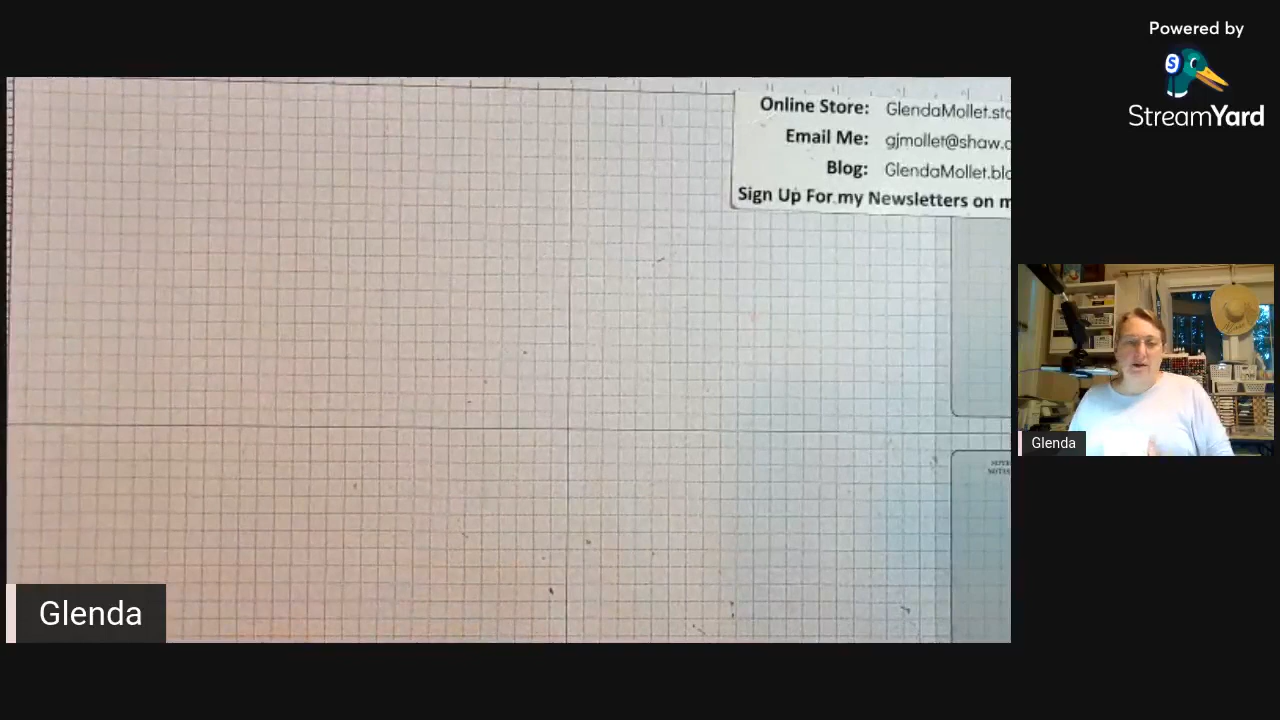 Powered by
StreamYard
Online Store: GlendaMollet.sto
Email Me: gjmollet@shaw.c
Blog: GlendaMollet.blo
Sign Up For my Newsletters on m
Glenda
Glenda